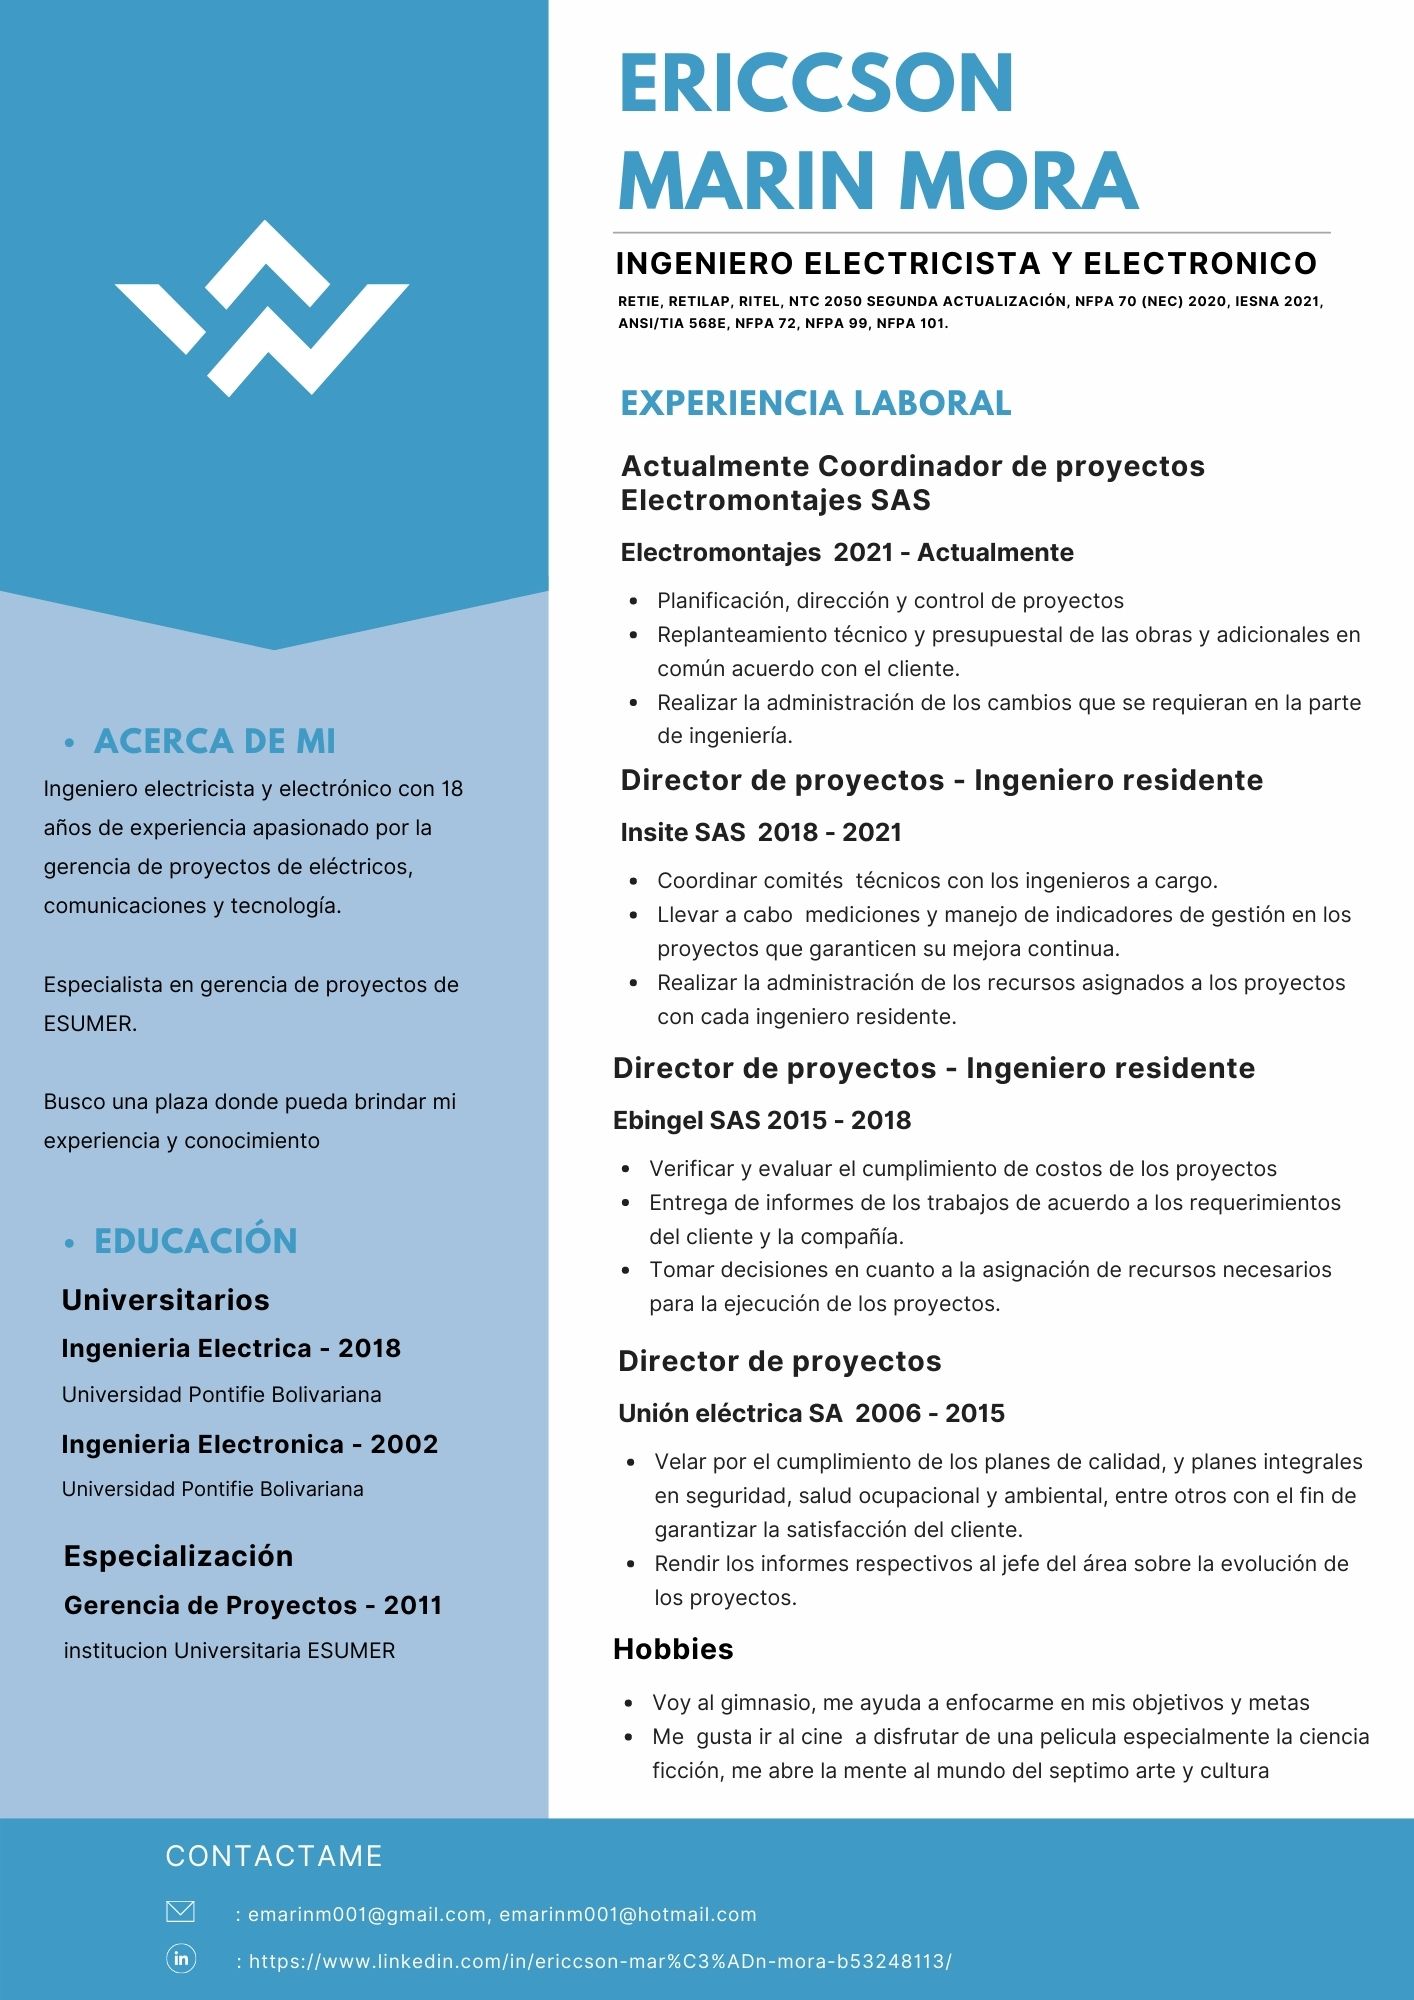 ERICCSON
MARIN MORA
INGENIERO ELECTRICISTA Y ELECTRONICO
RETIE, RETILAP, RITEL, NTC 2050 SEGUNDA ACTUALIZACIÓN, NFPA 70 (NEC) 2020, IESNA 2021,
ANSI/TIA 568E, NFPA 72, NFPA 99, NFPA 101.
• ACERCA DE MI
Ingeniero electricista y electrónico con 18
años de experiencia apasionado por la
gerencia de proyectos de eléctricos,
comunicaciones y tecnología.
Especialista en gerencia de proyectos de
ESUMER.
Busco una plaza donde pueda brindar mi
experiencia y conocimiento
• EDUCACIÓN
Universitarios
Ingenieria Electrica - 2018
Universidad Pontifie Bolivariana
Ingenieria Electronica - 2002
Universidad Pontifie Bolivariana
Especialización
Gerencia de Proyectos - 2011
institucion Universitaria ESUMER
EXPERIENCIA LABORAL
Actualmente Coordinador de proyectos
Electromontajes SAS
Electromontajes  2021 - Actualmente
• Planificación, dirección y control de proyectos
• Replanteamiento técnico y presupuestal de las obras y adicionales en
común acuerdo con el cliente.
• Realizar la administración de los cambios que se requieran en la parte
de ingeniería.
Director de proyectos - Ingeniero residente
Insite SAS  2018 - 2021
• Coordinar comités  técnicos con los ingenieros a cargo.
• Llevar a cabo  mediciones y manejo de indicadores de gestión en los
proyectos que garanticen su mejora continua.
• Realizar la administración de los recursos asignados a los proyectos
con cada ingeniero residente.
Director de proyectos - Ingeniero residente
Ebingel SAS 2015 - 2018
• Verificar y evaluar el cumplimiento de costos de los proyectos
• Entrega de informes de los trabajos de acuerdo a los requerimientos
del cliente y la compañía.
• Tomar decisiones en cuanto a la asignación de recursos necesarios
para la ejecución de los proyectos.
Director de proyectos
Unión eléctrica SA  2006 - 2015
• Velar por el cumplimiento de los planes de calidad, y planes integrales
en seguridad, salud ocupacional y ambiental, entre otros con el fin de
garantizar la satisfacción del cliente.
• Rendir los informes respectivos al jefe del área sobre la evolución de
los proyectos.
Hobbies
• Voy al gimnasio, me ayuda a enfocarme en mis objetivos y metas
• Me  gusta ir al cine  a disfrutar de una pelicula especialmente la ciencia
ficción, me abre la mente al mundo del septimo arte y cultura
CONTACTAME
: emarinm001@gmail.com, emarinm001@hotmail.com
in : https://www.linkedin.com/in/ericcson-mar%C3%ADn-mora-b53248113/